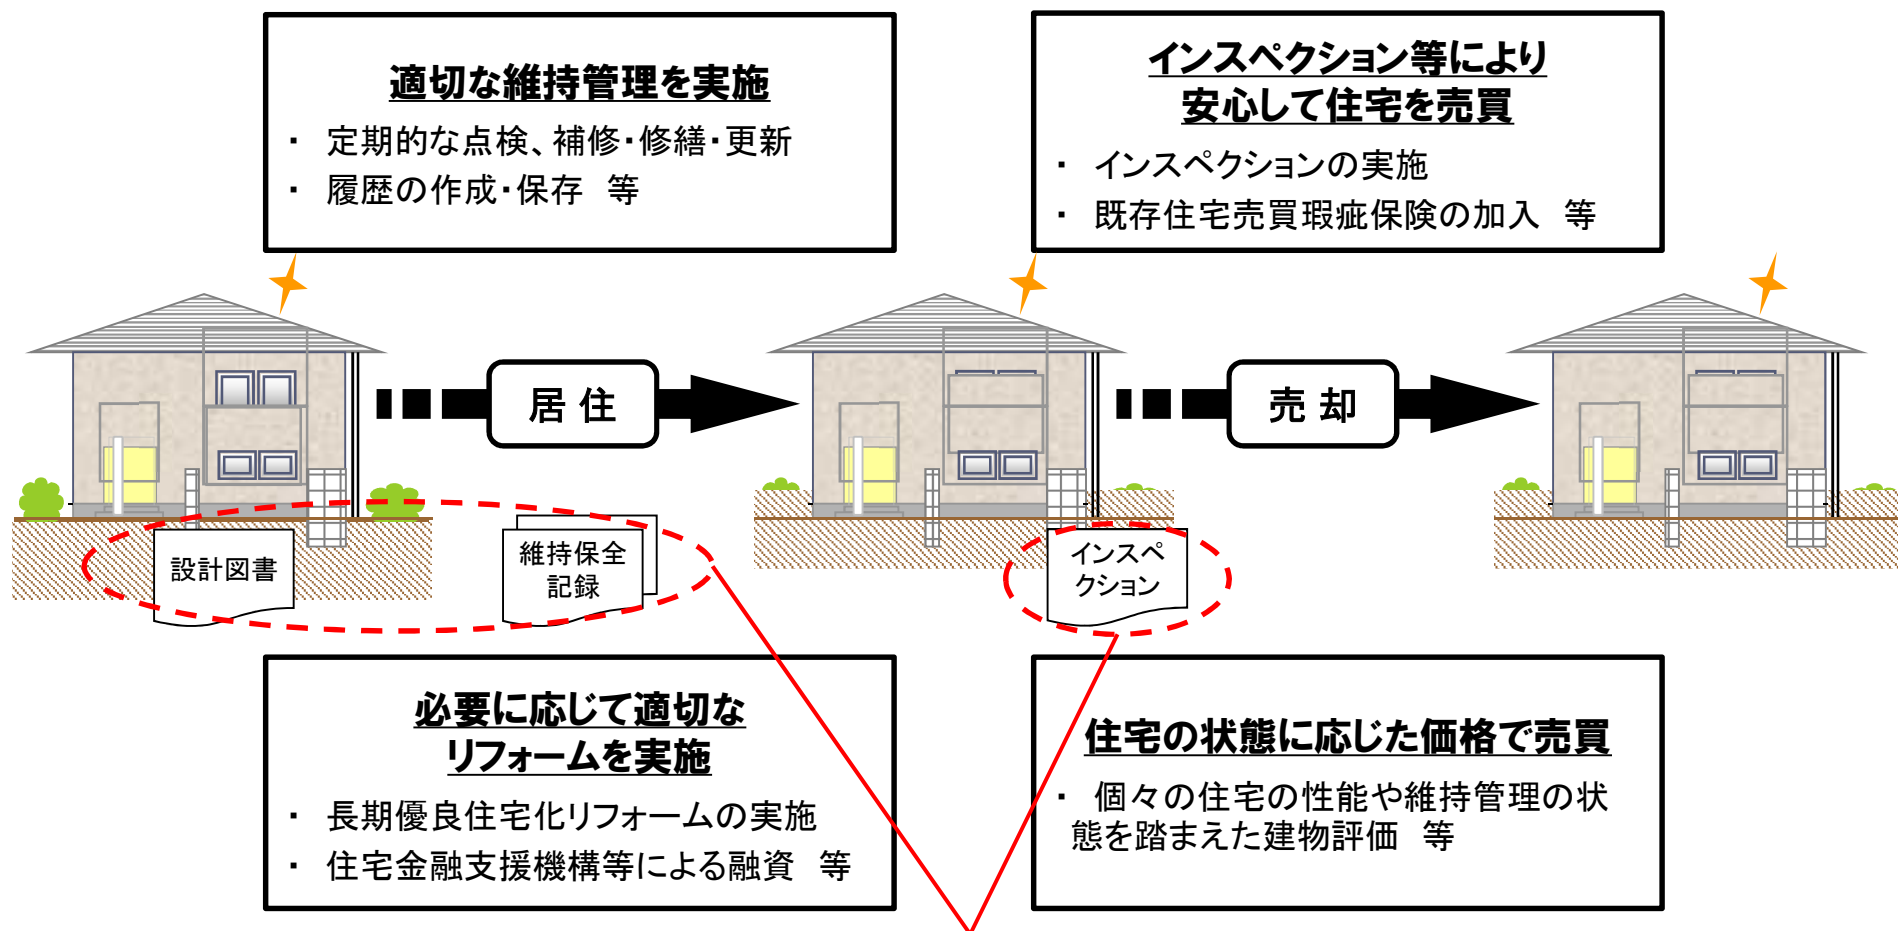 適切な維持管理を実施
・ 定期的な点検、補修・修繕・更新
・ 履歴の作成・保存　等
インスペクション等により
安心して住宅を売買
・ インスペクションの実施
・ 既存住宅売買瑕疵保険の加入　等
居 住
売 却
設計図書
維持保全
記録
インスペ
クション
必要に応じて適切な
リフォームを実施
・ 長期優良住宅化リフォームの実施
・ 住宅金融支援機構等による融資　等
住宅の状態に応じた価格で売買
・ 個々の住宅の性能や維持管理の状
態を踏まえた建物評価　等